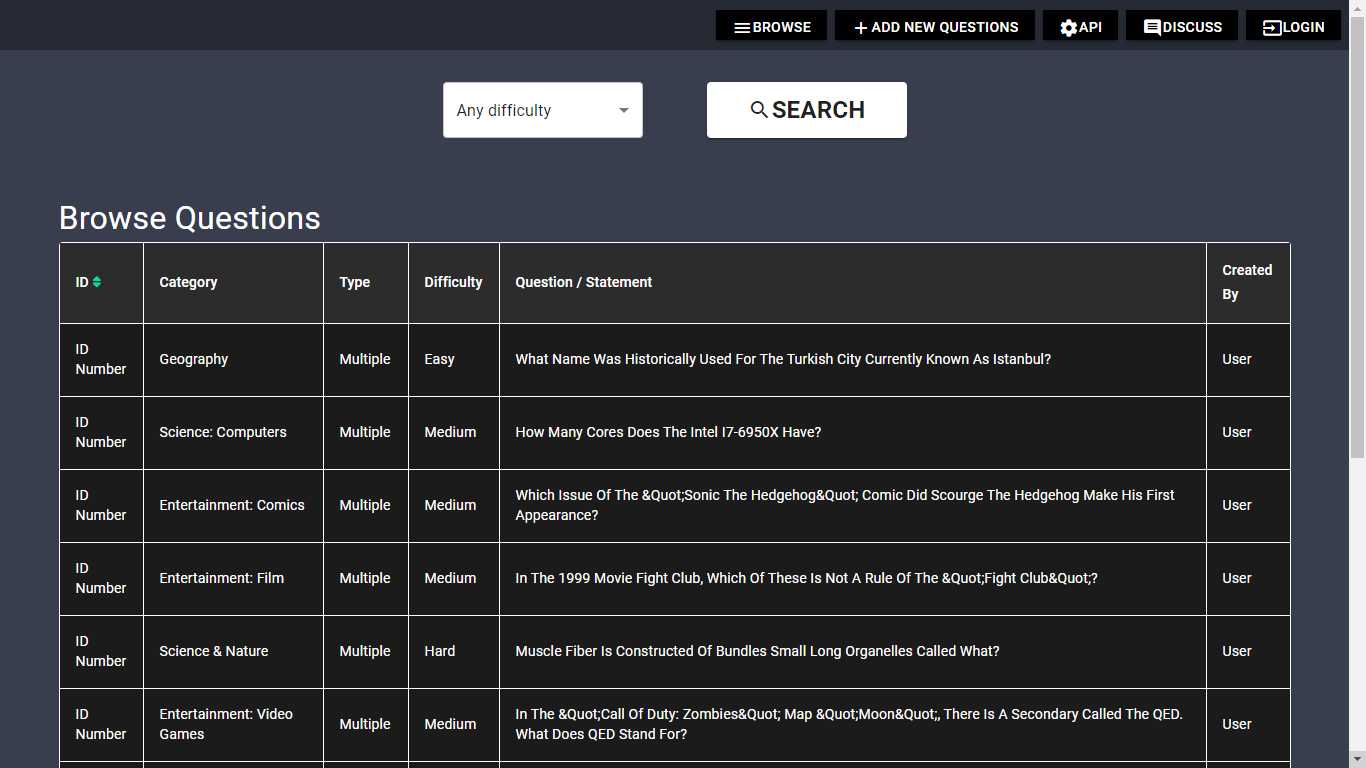 BROWSE
ADD NEW QUESTIONS
API
DISCUSS
LOGIN
Any difficulty
SEARCH
Browse Questions
ID
Category
Type
Difficulty
Question / Statement
Created
By
ID
Number
Geography
Multiple
Easy
What Name Was Historically Used For The Turkish City Currently Known As Istanbul?
User
ID
Number
Science: Computers
Multiple
Medium
How Many Cores Does The Intel I7-6950X Have?
User
ID
Number
Entertainment: Comics
Multiple
Medium
Which Issue Of The &Quot;Sonic The Hedgehog&Quot; Comic Did Scourge The Hedgehog Make His First
Appearance?
User
ID
Number
Entertainment: Film
Multiple
Medium
In The 1999 Movie Fight Club, Which Of These Is Not A Rule Of The &Quot;Fight Club&Quot;?
User
ID
Number
Science & Nature
Multiple
Hard
Muscle Fiber Is Constructed Of Bundles Small Long Organelles Called What?
User
ID
Number
Entertainment: Video
Games
Multiple
Medium
In The &Quot;Call Of Duty: Zombies&Quot; Map &Quot;Moon&Quot;, There Is A Secondary Called The QED.
What Does QED Stand For?
User